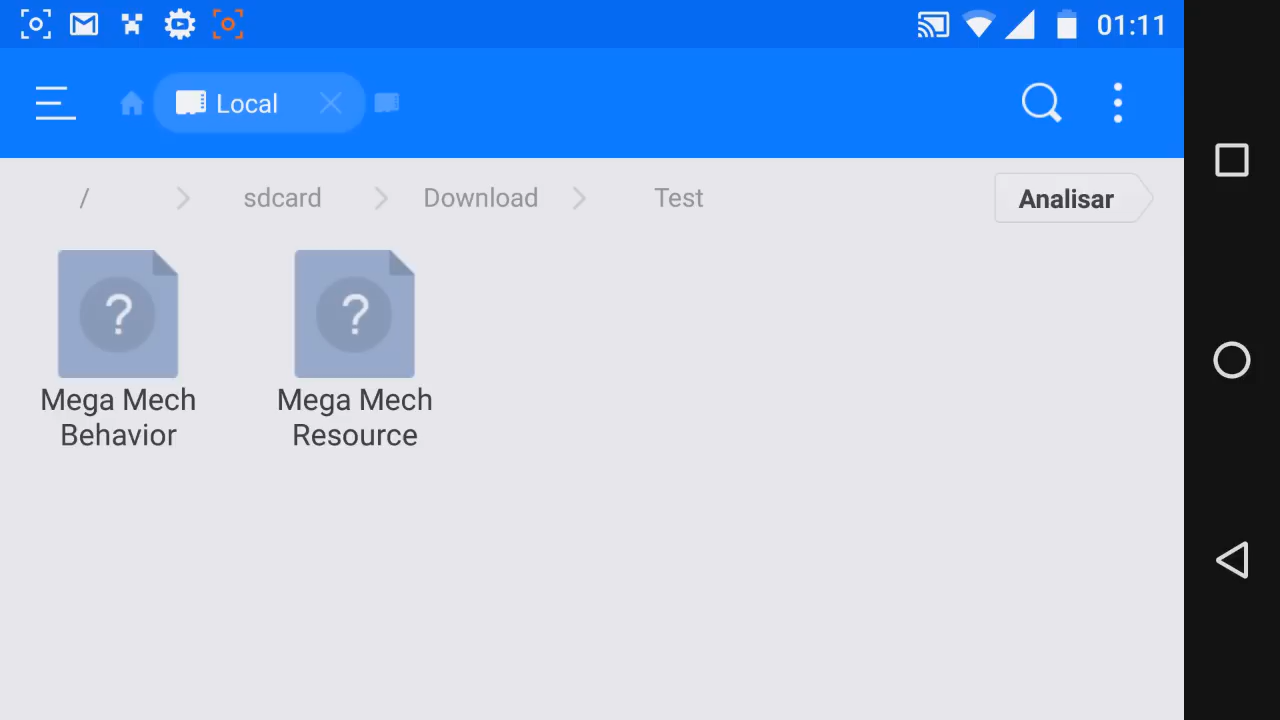 01:11
Local
/ sdcard Download Test Analisar
? ?
Mega Mech Behavior
Mega Mech Resource